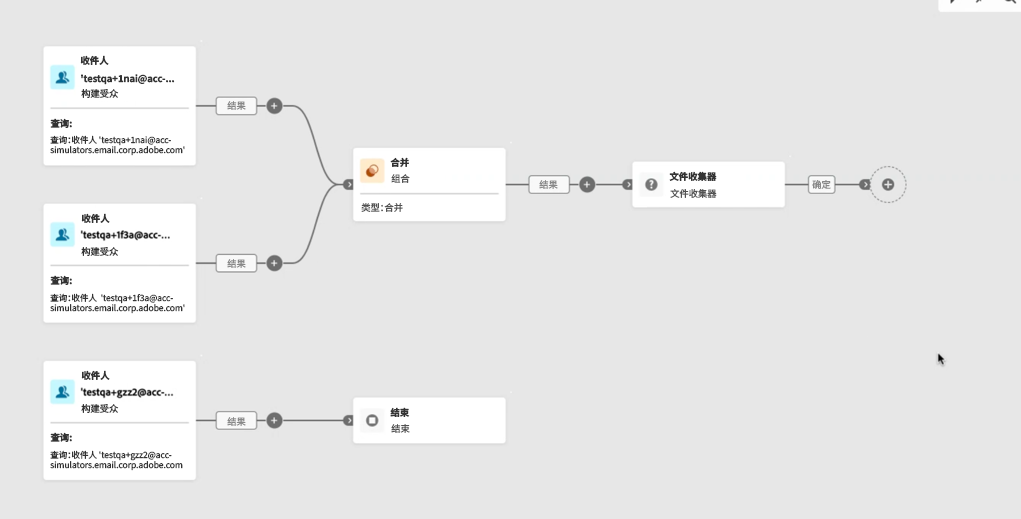 收件人
'testqa+1nai@acc-...
构建受众
查询:
查询:收件人 'testqa+1nai@acc-
simulators.email.corp.adobe.com'
结果
收件人
'testqa+1f3a@acc-...
构建受众
查询:
查询:收件人 'testqa+1f3a@acc-
simulators.email.corp.adobe.com'
结果
合并
组合
类型:合并
结果
文件收集器
文件收集器
确定
收件人
'testqa+gzz2@acc-...
构建受众
查询:
查询:收件人 'testqa+gzz2@acc-
simulators.email.corp.adobe.com
结果
结束
结束